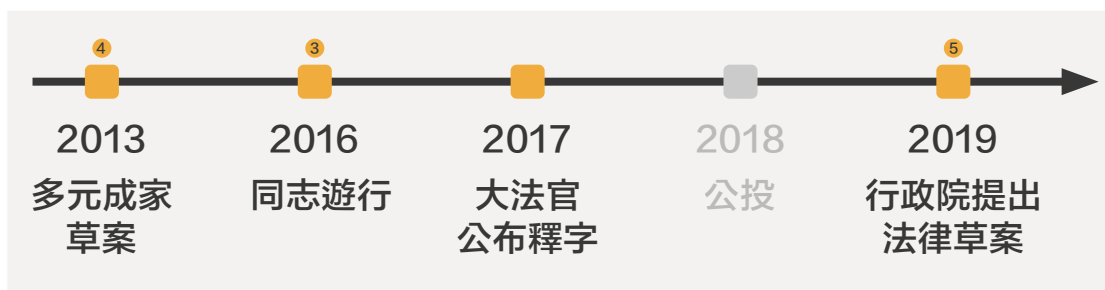 4
3
5
2013
2016
2017
2018
2019
多元成家
草案
同志遊行
大法官
公布釋字
公投
行政院提出
法律草案